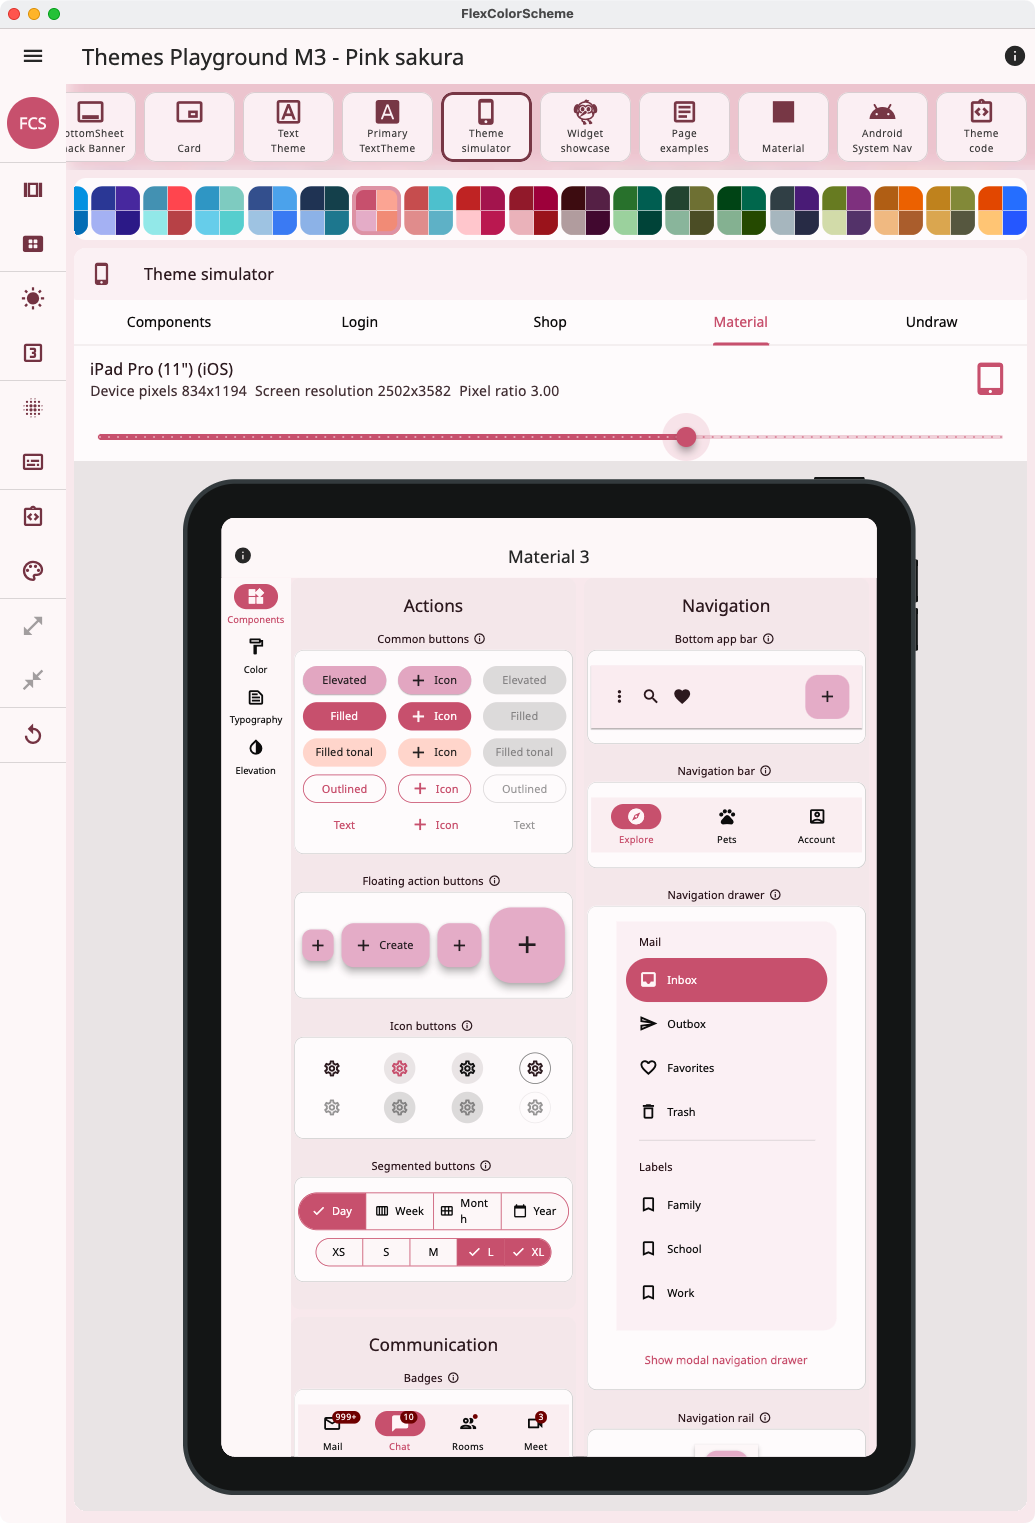 FlexColorScheme
Themes Playground M3 - Pink sakura
FCS
ottomSheet
ack Banner
Card
Text
Theme
Primary
TextTheme
Theme
simulator
Widget
showcase
Page
examples
Material
Android
System Nav
Theme
code
Theme simulator
Components
Login
Shop
Material
Undraw
iPad Pro (11") (iOS)
Device pixels 834x1194 Screen resolution 2502x3582 Pixel ratio 3.00
Material 3
Components
Color
Typography
Elevation
Actions
Common buttons
Elevated
Icon
Elevated
Filled
Icon
Filled
Filled tonal
Icon
Filled tonal
Outlined
Icon
Outlined
Text
Icon
Text
Floating action buttons
Create
Icon buttons
Segmented buttons
Day
Week
Mont
h
Year
XS
S
M
L
XL
Communication
Badges
999+
10
3
Mail
Chat
Rooms
Meet
Navigation
Bottom app bar
Navigation bar
Explore
Pets
Account
Navigation drawer
Mail
Inbox
Outbox
Favorites
Trash
Labels
Family
School
Work
Show modal navigation drawer
Navigation rail